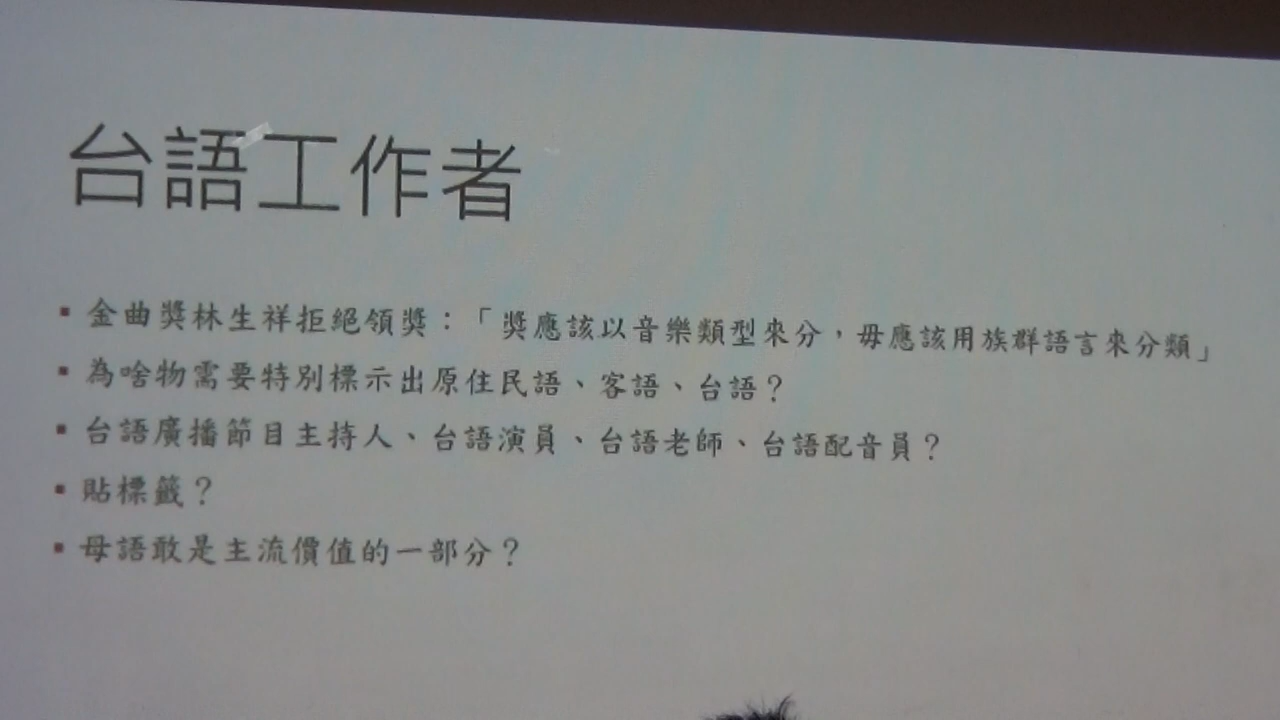 台語工作者
金曲獎林生祥拒絕領獎：「獎應該以音樂類型來分，毋應該用族群語言來分類」
為啥物需要特別標示出原住民語、客語、台語？
台語廣播節目主持人、台語演員、台語老師、台語配音員？
貼標籤？
母語敢是主流價值的一部分？